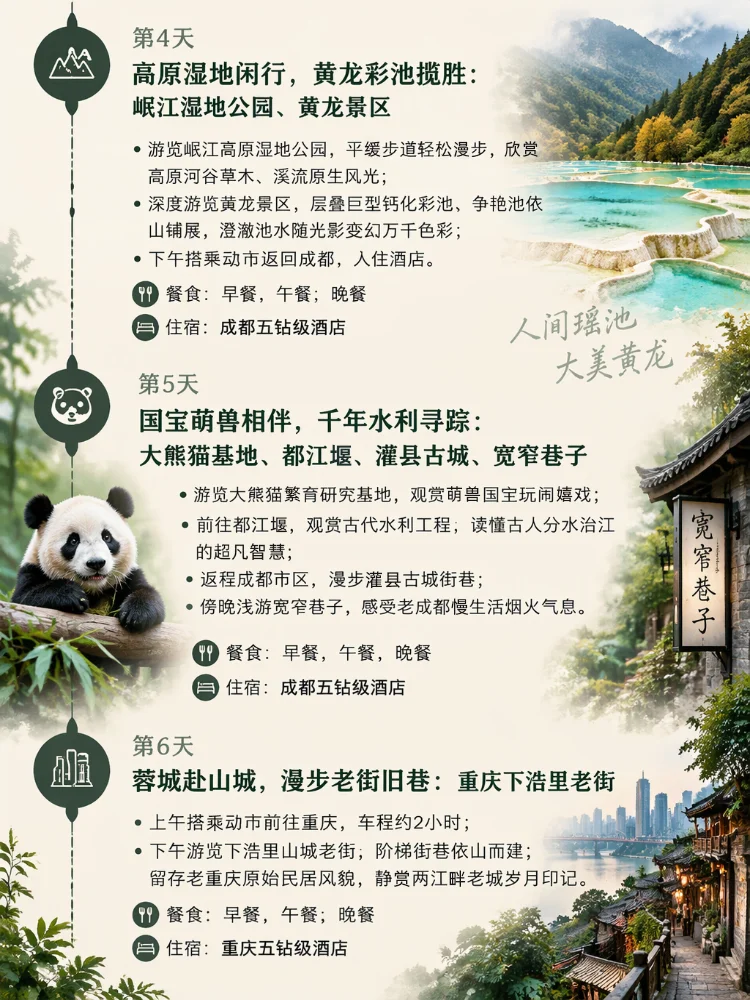 第4天
高原湿地闲行，黄龙彩池揽胜：
岷江湿地公园、黄龙景区
• 游览岷江高原湿地公园，平缓步道轻松漫步，欣赏
高原河谷草木、溪流原生风光；
• 深度游览黄龙景区，层叠巨型钙化彩池、争艳池依
山铺展，澄澈池水随光影变幻万千色彩；
• 下午搭乘动市返回成都，入住酒店。
餐食：早餐，午餐；晚餐
住宿：成都五钻级酒店
人间瑶池
大美黄龙
第5天
国宝萌兽相伴，千年水利寻踪：
大熊猫基地、都江堰、灌县古城、宽窄巷子
• 游览大熊猫繁育研究基地，观赏萌兽国宝玩闹嬉戏；
• 前往都江堰，观赏古代水利工程；读懂古人分水治江
的超凡智慧；
• 返程成都市区，漫步灌县古城街巷；
• 傍晚浅游宽窄巷子，感受老成都慢生活烟火气息。
宽窄巷子
餐食：早餐，午餐，晚餐
住宿：成都五钻级酒店
第6天
蓉城赴山城，漫步老街旧巷：重庆下浩里老街
• 上午搭乘动市前往重庆，车程约2小时；
• 下午游览下浩里山城老街；阶梯街巷依山而建；
留存老重庆原始民居风貌，静赏两江畔老城岁月印记。
餐食：早餐，午餐；晚餐
住宿：重庆五钻级酒店